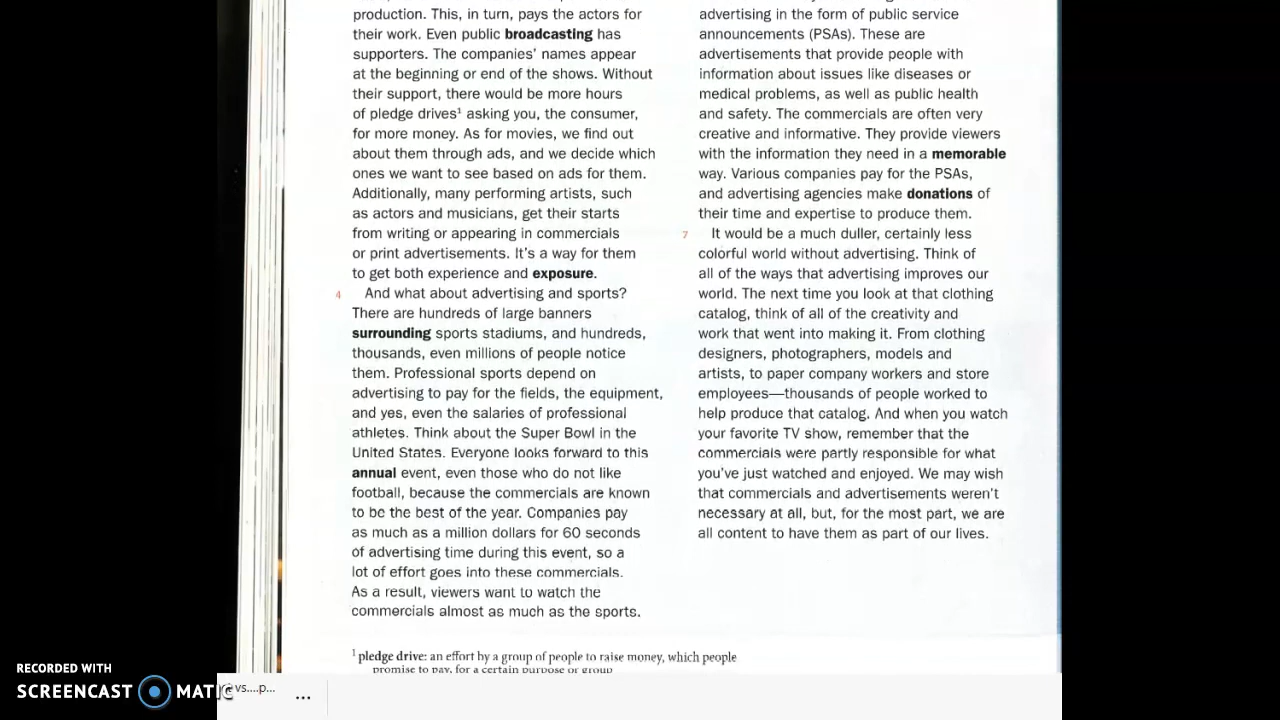 production. This, in turn, pays the actors for
their work. Even public broadcasting has
supporters. The companies' names appear
at the beginning or end of the shows. Without
their support, there would be more hours
of pledge drives¹ asking you, the consumer,
for more money. As for movies, we find out
about them through ads, and we decide which
ones we want to see based on ads for them.
Additionally, many performing artists, such
as actors and musicians, get their starts
from writing or appearing in commercials
or print advertisements. It's a way for them
to get both experience and exposure.
4 And what about advertising and sports?
There are hundreds of large banners
surrounding sports stadiums, and hundreds,
thousands, even millions of people notice
them. Professional sports depend on
advertising to pay for the fields, the equipment,
and yes, even the salaries of professional
athletes. Think about the Super Bowl in the
United States. Everyone looks forward to this
annual event, even those who do not like
football, because the commercials are known
to be the best of the year. Companies pay
as much as a million dollars for 60 seconds
of advertising time during this event, so a
lot of effort goes into these commercials.
As a result, viewers want to watch the
commercials almost as much as the sports.
advertising in the form of public service
announcements (PSAs). These are
advertisements that provide people with
information about issues like diseases or
medical problems, as well as public health
and safety. The commercials are often very
creative and informative. They provide viewers
with the information they need in a memorable
way. Various companies pay for the PSAs,
and advertising agencies make donations of
their time and expertise to produce them.
7 It would be a much duller, certainly less
colorful world without advertising. Think of
all of the ways that advertising improves our
world. The next time you look at that clothing
catalog, think of all of the creativity and
work that went into making it. From clothing
designers, photographers, models and
artists, to paper company workers and store
employees—thousands of people worked to
help produce that catalog. And when you watch
your favorite TV show, remember that the
commercials were partly responsible for what
you've just watched and enjoyed. We may wish
that commercials and advertisements weren't
necessary at all, but, for the most part, we are
all content to have them as part of our lives.
¹ pledge drive: an effort by a group of people to raise money, which people
promise to pay, for a certain purpose or group
RECORDED WITH
SCREENCAST MATIC
vs....p... ...